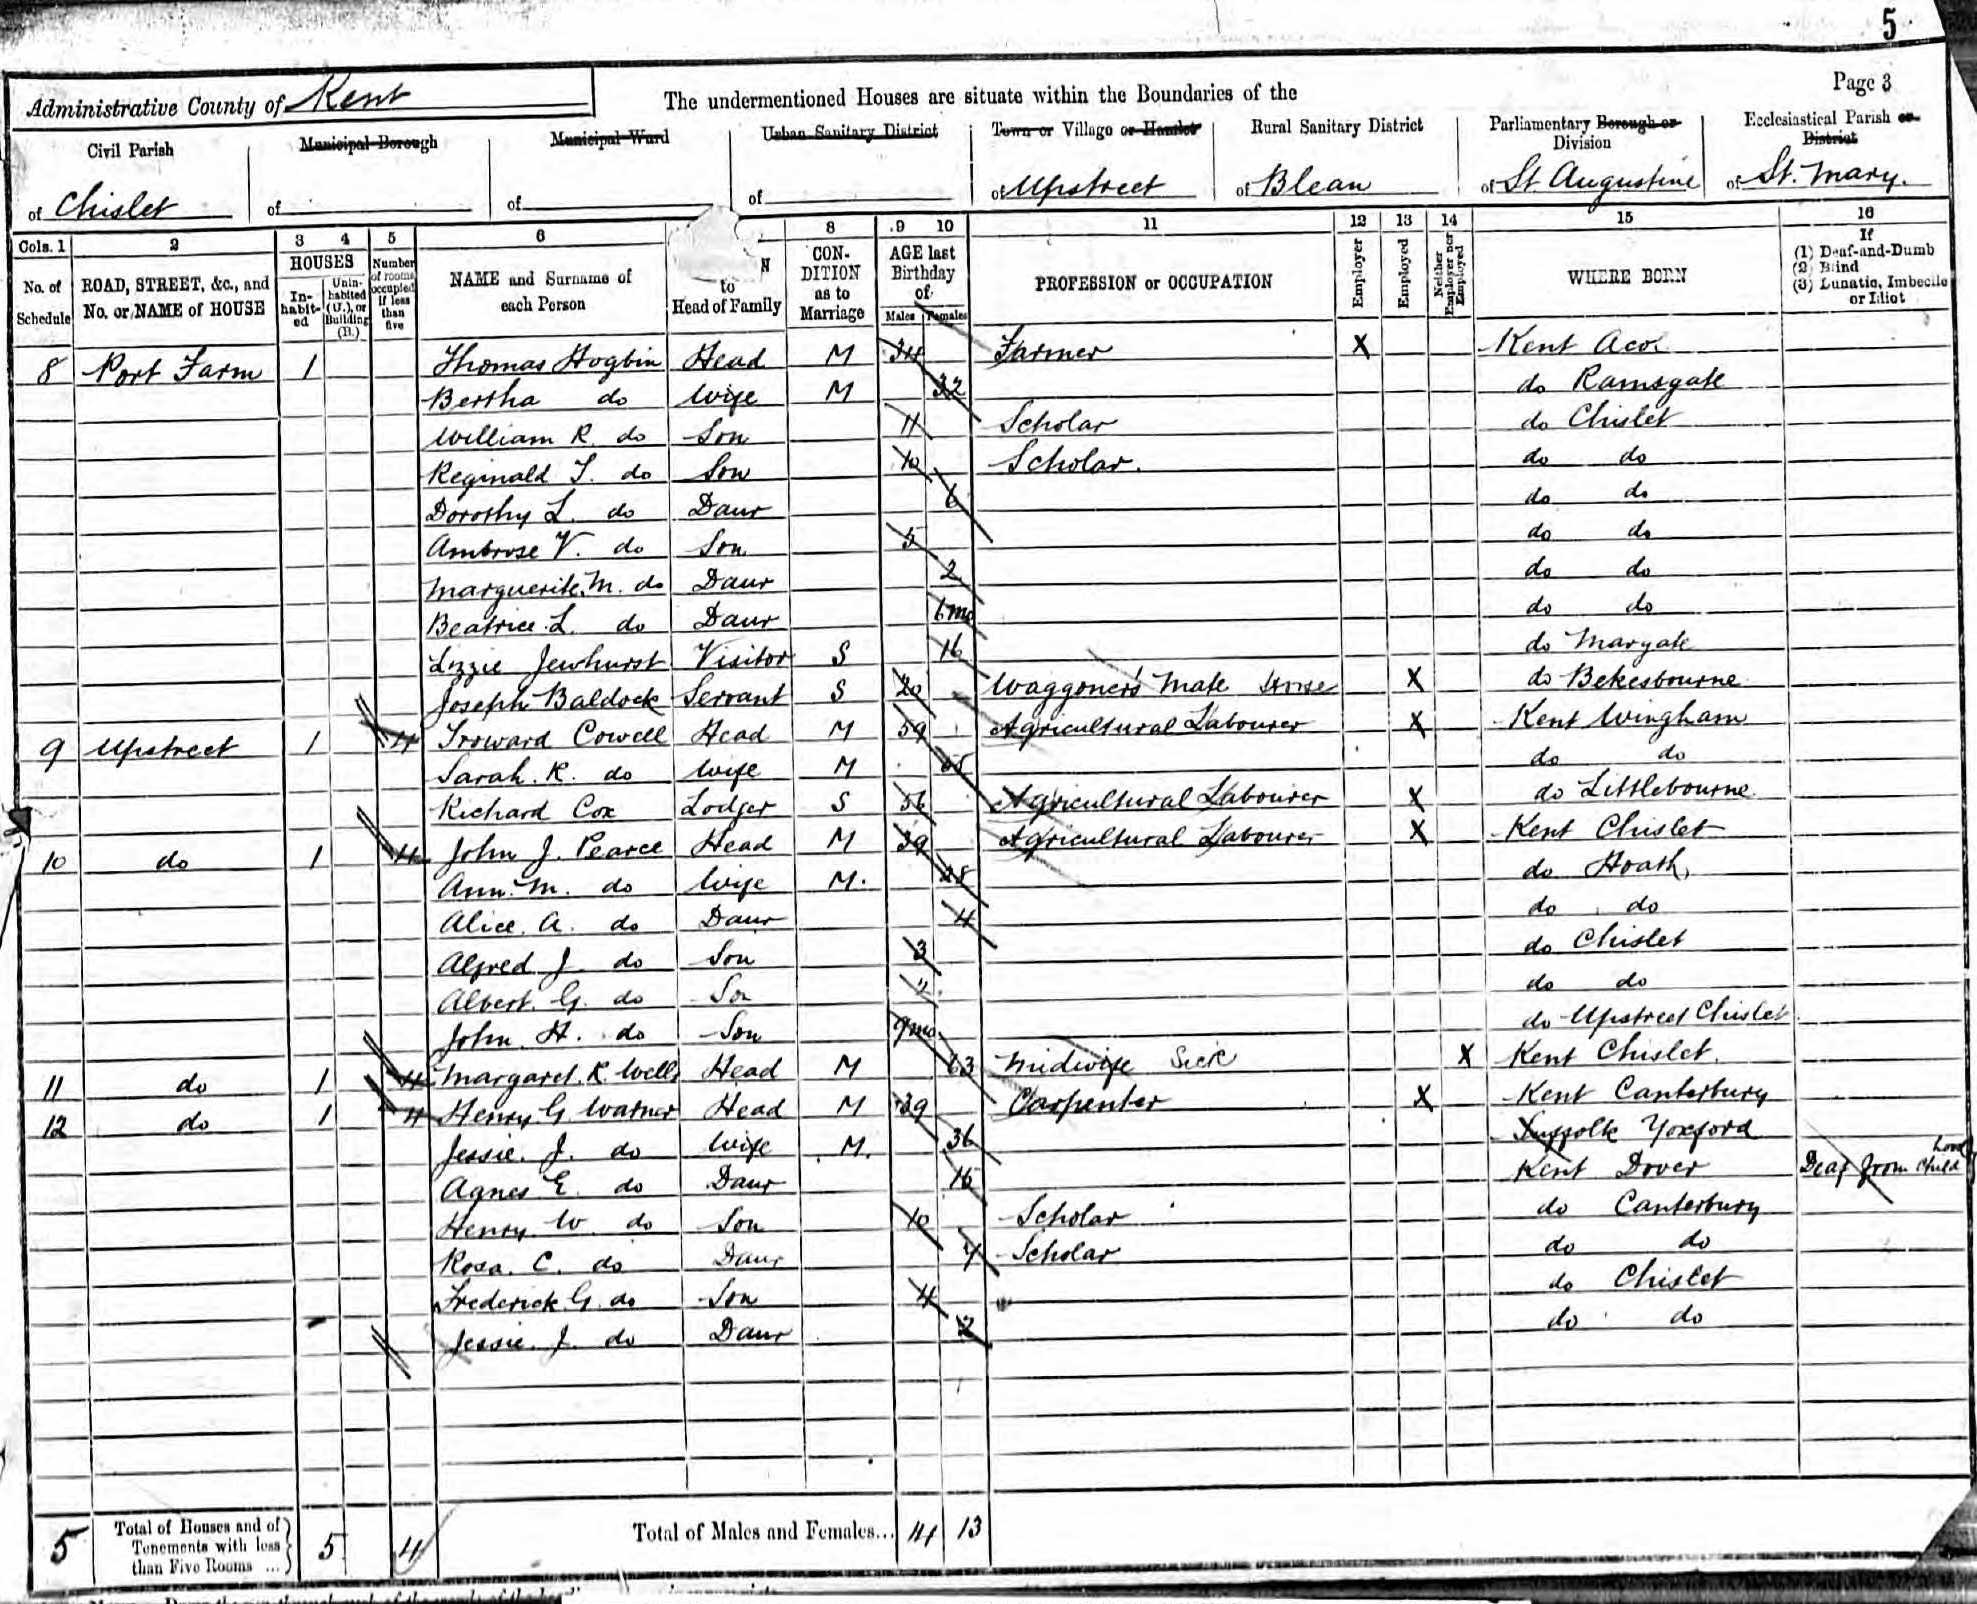 5
Page 3
Administrative County of Kent
The undermentioned Houses are situate within the Boundaries of the
Civil Parish of Chislet
Municipal Borough of
Municipal Ward of
Urban Sanitary District of
Town or Village or Hamlet of Upstreet
Rural Sanitary District of Blean
Parliamentary Borough or Division of St Augustine
Ecclesiastical Parish or District of St. Mary.
Cols. 1 2 3 4 5 6 8 9 10 11 12 13 14 15 16
No. of Schedule
ROAD, STREET, &c., and No. or NAME of HOUSE
HOUSES
In-habit-ed
Unin-habited (U.), or Building (B.)
Number of rooms occupied if less than five
NAME and Surname of each Person
N to Head of Family
CON-DITION as to Marriage
AGE last Birthday of
Males Females
PROFESSION or OCCUPATION
Employer
Employed
Neither Employer nor Employed
WHERE BORN
If (1) Deaf-and-Dumb (2) Blind (3) Lunatic, Imbecile or Idiot
8 Port Farm 1 Thomas Hogbin Head M 34 Farmer X Kent Acol
Bertha do Wife M 32 do Ramsgate
William R. do Son 11 Scholar do Chislet
Reginald T. do Son 10 Scholar. do do
Dorothy L. do Daur 6 do do
Ambrose V. do Son 5 do do
Marguerite. M. do Daur 2 do do
Beatrice L. do Daur 6mo do do
Lizzie Jewhurst Visitor S 16 do Margate
Joseph Baldock Servant S 20 Waggoner's Mate Horse X do Bekesbourne
9 Upstreet 1 4 Troward Cowell Head M 59 Agricultural Labourer X Kent Wingham
Sarah. R. do Wife M do do
Richard Cox Lodger S 56 Agricultural Labourer X do Littlebourne
10 do 1 4 John J. Pearce Head M 39 Agricultural Labourer X Kent Chislet
Ann. M. do Wife M. 28 do Hoath,
Alice. A. do Daur 4 do do
Alfred J do Son 3 do Chislet
Albert. G. do Son 2 do do
John. H. do Son 9mo do Upstreet Chislet
11 do 1 4 Margaret. R. Wells Head M 63 Midwife Sick X Kent Chislet.
12 do 1 4 Henry G Warner Head M 39 Carpenter X Kent Canterbury
Jessie. J. do Wife M. 36 Suffolk Yoxford
Agnes E. do Daur 16 Kent Dover Deaf from Childhood
Henry W do Son 10 Scholar do Canterbury
Rosa. C. do Daur 7 Scholar do do
Frederick G. do Son 4 do Chislet
Jessie. J. do Daur 2 do do
5 Total of Houses and of Tenements with less than Five Rooms ... 5 4 Total of Males and Females... 14 13